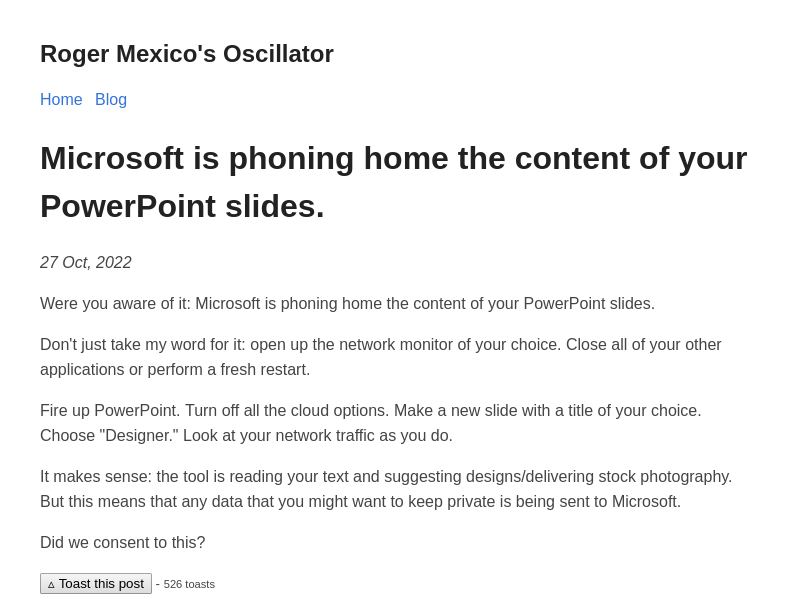 Roger Mexico's Oscillator
Home Blog
Microsoft is phoning home the content of your
PowerPoint slides.
27 Oct, 2022
Were you aware of it: Microsoft is phoning home the content of your PowerPoint slides.
Don't just take my word for it: open up the network monitor of your choice. Close all of your other
applications or perform a fresh restart.
Fire up PowerPoint. Turn off all the cloud options. Make a new slide with a title of your choice.
Choose "Designer." Look at your network traffic as you do.
It makes sense: the tool is reading your text and suggesting designs/delivering stock photography.
But this means that any data that you might want to keep private is being sent to Microsoft.
Did we consent to this?
▵ Toast this post - 526 toasts